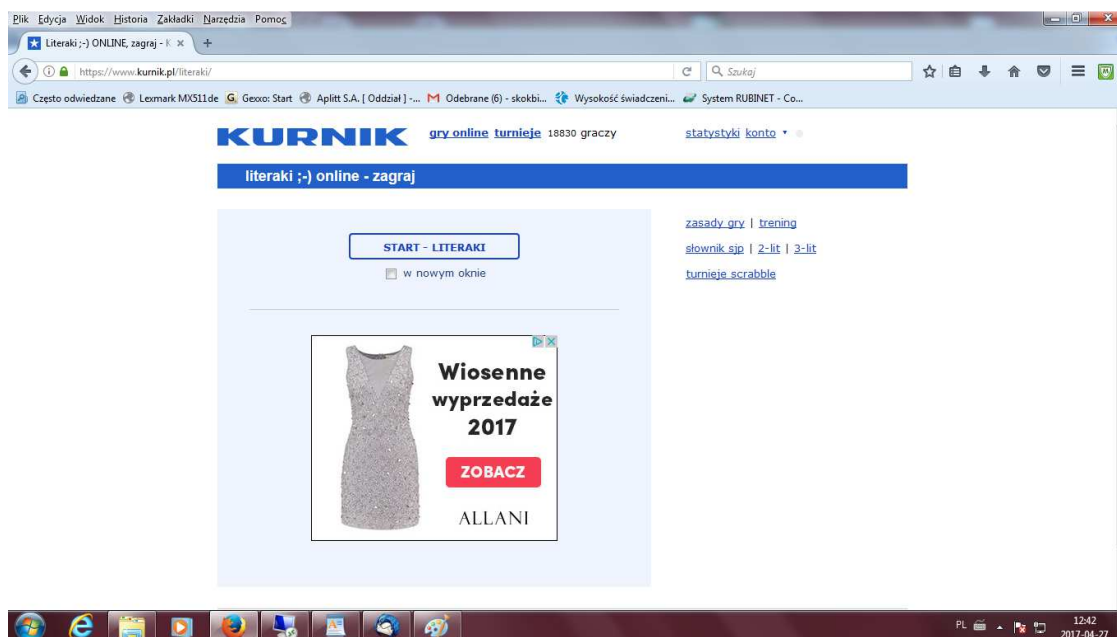 Plik Edycja Widok Historia Zakładki Narzędzia Pomoc
Literaki ;-) ONLINE, zagraj - K
https://www.kurnik.pl/literaki/
Szukaj
Często odwiedzane Lexmark MX511de Gexxo: Start Aplitt S.A. [ Oddział ] -... Odebrane (6) - skokbi... Wysokość świadczeni... System RUBINET - Co...
KURNIK gry online turnieje 18830 graczy statystyki konto
literaki ;-) online - zagraj
START - LITERAKI
w nowym oknie
zasady gry | trening
słownik sjp | 2-lit | 3-lit
turnieje scrabble
Wiosenne
wyprzedaże
2017
ZOBACZ
ALLANI
PL 12:42
2017-04-27